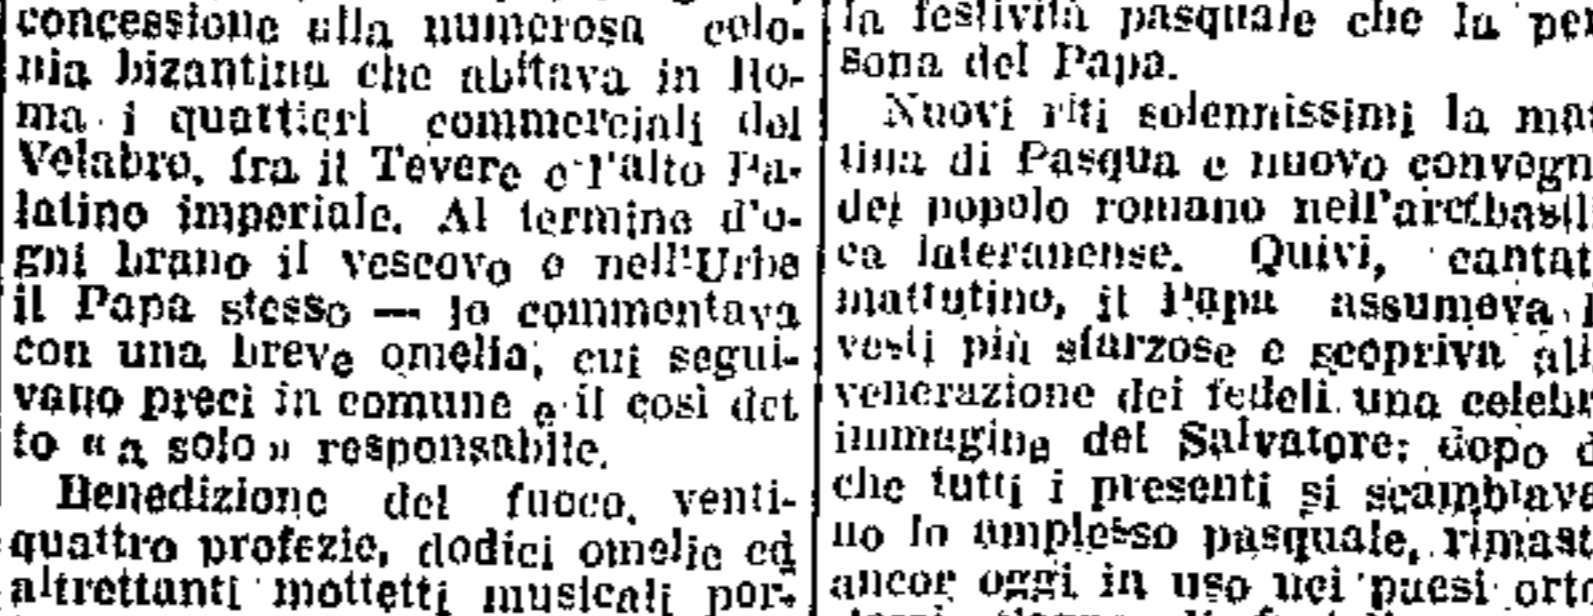 concessione alla numerosa colo-
nia bizantina che abitava in Ro-
ma i quartieri commerciali del
Velabro, fra il Tevere e l'alto Pa-
latino imperiale. Al termine d'o-
gni brano il vescovo e nell'Urbe
il Papa stesso — lo commentava
con una breve omelia, cui segui-
vano preci in comune e il così det
to « a solo » responsabile.
Benedizione del fuoco, venti-
quattro profezie, dodici omelie ed
altrettanti mottetti musicali por-
la festività pasquale che la per
sona del Papa.
Nuovi riti solennissimi la mat
tina di Pasqua e nuovo convegn
del popolo romano nell'arcibasili
ca lateranense. Quivi, cantat
mattutino, il Papa assumeva i
vesti più sfarzose e scopriva all
venerazione dei fedeli una celebr
immagine del Salvatore; dopo d
che tutti i presenti si scambiava
no lo amplesso pasquale, rimast
ancor oggi in uso nei paesi orto